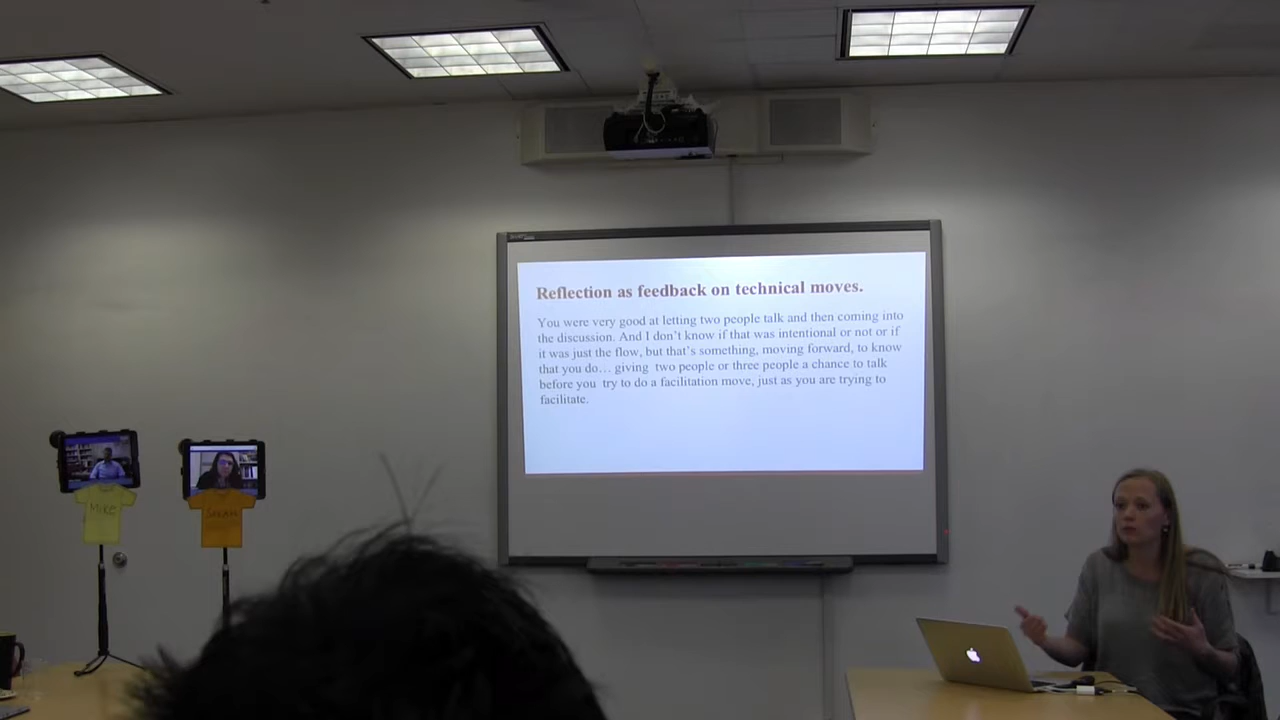 Reflection as feedback on technical moves.
You were very good at letting two people talk and then coming into
the discussion. And I don't know if that was intentional or not or if
it was just the flow, but that's something, moving forward, to know
that you do… giving two people or three people a chance to talk
before you try to do a facilitation move, just as you are trying to
facilitate.
Mike
SUSAN